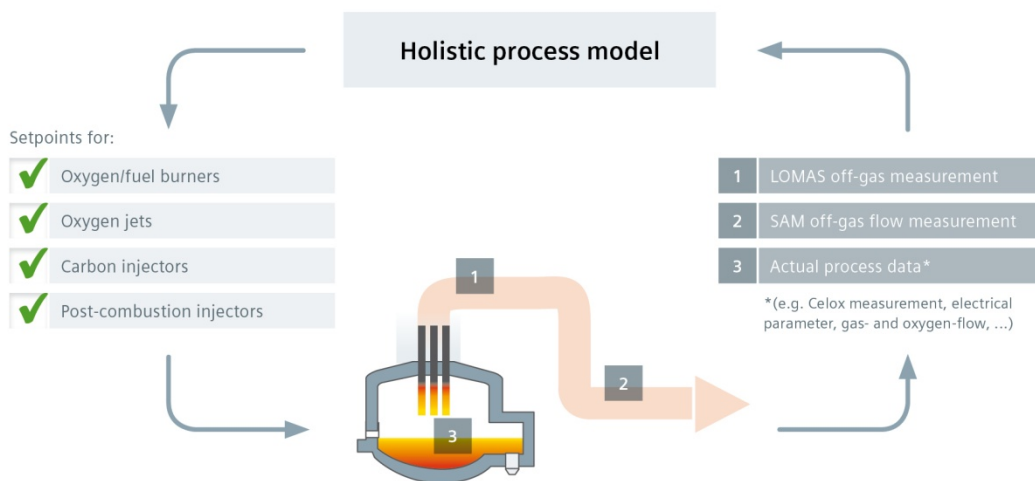 Holistic process model
Setpoints for:
Oxygen/fuel burners
Oxygen jets
Carbon injectors
Post-combustion injectors
1 LOMAS off-gas measurement
2 SAM off-gas flow measurement
3 Actual process data*
*(e.g. Celox measurement, electrical
parameter, gas- and oxygen-flow, ...)
1
2
3